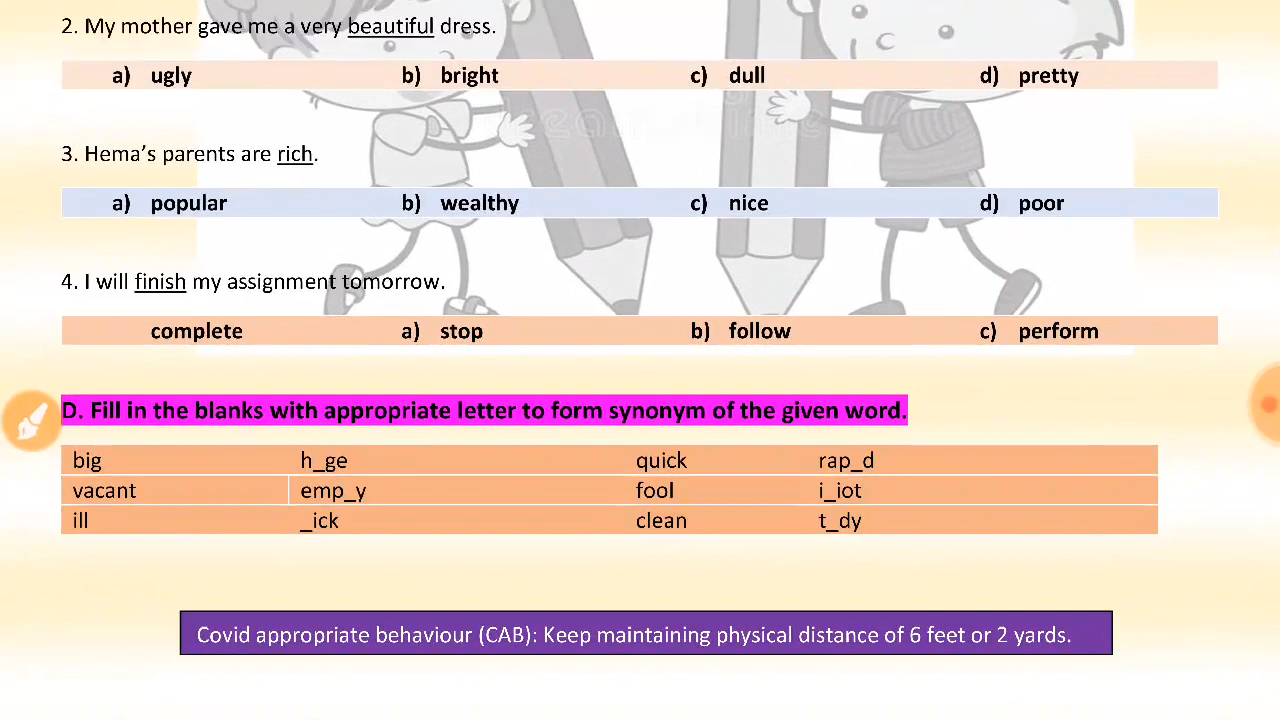 2. My mother gave me a very beautiful dress.
a) ugly b) bright c) dull d) pretty
3. Hema's parents are rich.
a) popular b) wealthy c) nice d) poor
4. I will finish my assignment tomorrow.
complete a) stop b) follow c) perform
D. Fill in the blanks with appropriate letter to form synonym of the given word.
big h_ge quick rap_d
vacant emp_y fool i_iot
ill _ick clean t_dy
Covid appropriate behaviour (CAB): Keep maintaining physical distance of 6 feet or 2 yards.